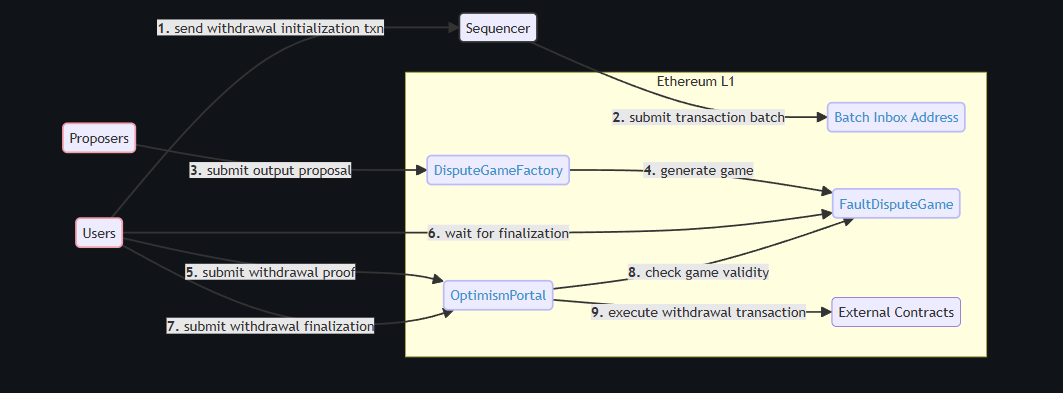 1. send withdrawal initialization txn
Sequencer
Ethereum L1
2. submit transaction batch
Batch Inbox Address
Proposers
3. submit output proposal
DisputeGameFactory
4. generate game
FaultDisputeGame
Users
6. wait for finalization
5. submit withdrawal proof
8. check game validity
OptimismPortal
9. execute withdrawal transaction
External Contracts
7. submit withdrawal finalization